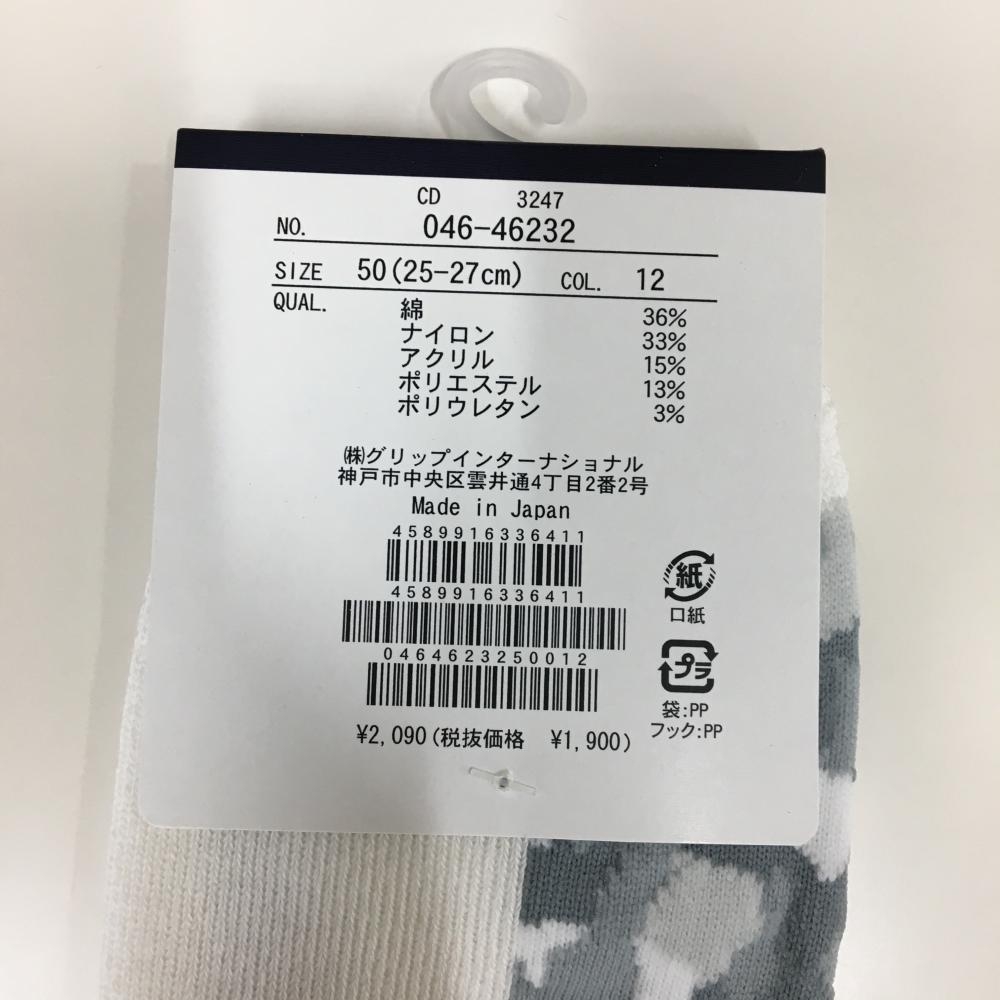 CD 3247
NO. 046-46232
SIZE 50(25-27cm) COL. 12
QUAL. 綿 36%
ナイロン 33%
アクリル 15%
ポリエステル 13%
ポリウレタン 3%
㈱グリップインターナショナル
神戸市中央区雲井通4丁目2番2号
Made in Japan
4589916336411
4589916336411
0464623250012
紙
口紙
プラ
袋:PP
フック:PP
¥2,090(税抜価格 ¥1,900)